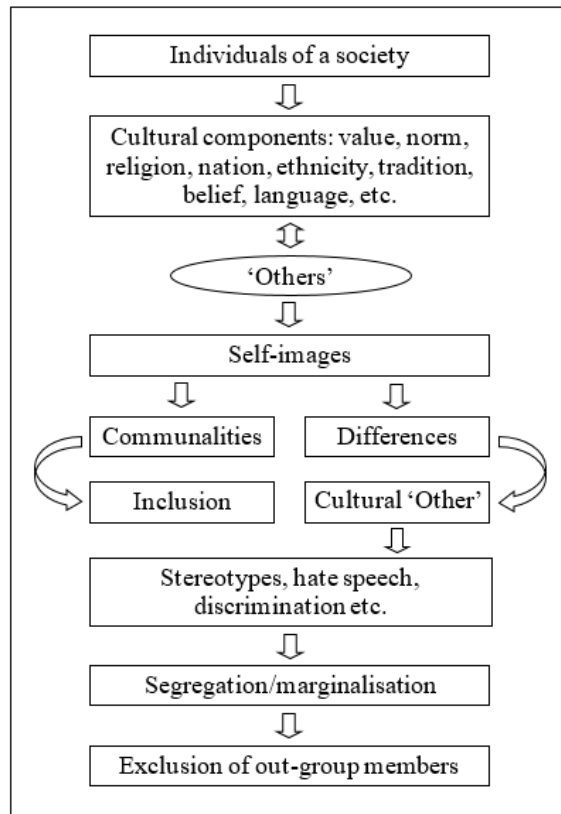 Individuals of a society
Cultural components: value, norm,
religion, nation, ethnicity, tradition,
belief, language, etc.
‘Others’
Self-images
Communalities
Differences
Inclusion
Cultural ‘Other’
Stereotypes, hate speech,
discrimination etc.
Segregation/marginalisation
Exclusion of out-group members